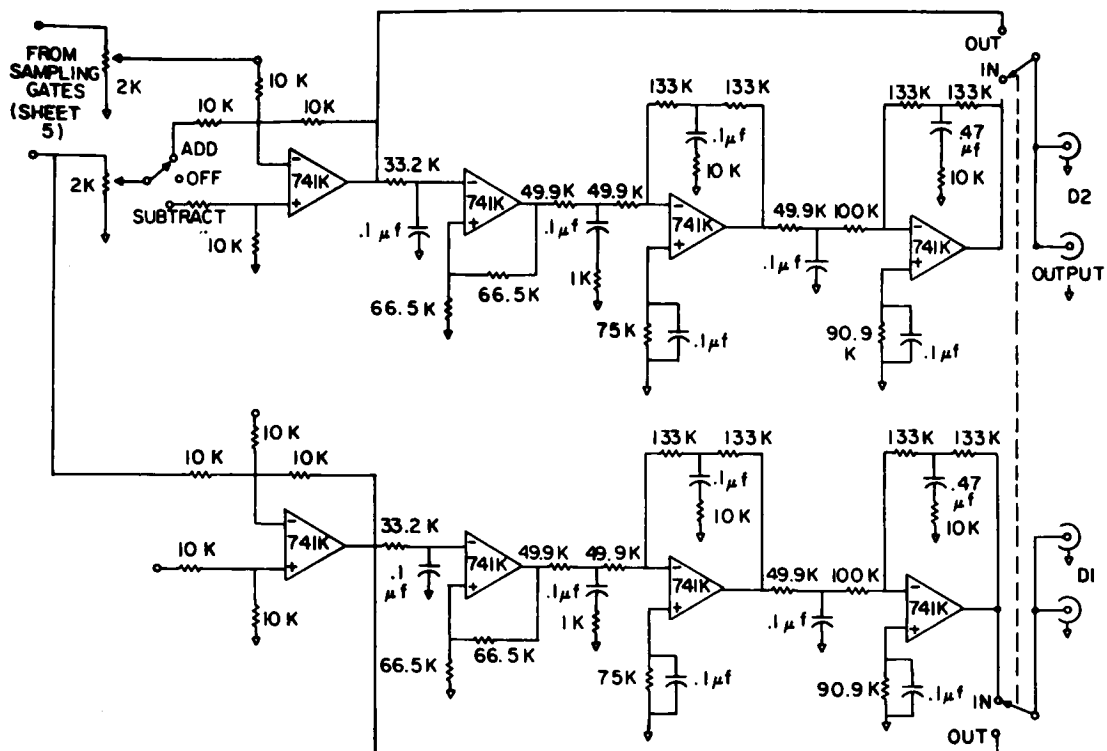 OUT
IN
FROM
SAMPLING
GATES
(SHEET
5)
2K
10 K
10 K
10 K
ADD
OFF
SUBTRACT
2K
10 K
741K
33.2 K
.1 μf
741K
66.5K
66.5K
49.9K
49.9K
.1 μf
1K
133K
133K
.1μf
10K
741K
75K
.1μf
49.9K
100K
.1μf
133K
133K
.47
μf
10K
741K
90.9
K
.1μf
D2
OUTPUT
10 K
10 K
10 K
10 K
10 K
741K
33.2 K
.1
μf
741K
66.5K
66.5K
49.9K
49.9K
.1μf
1K
133K
133K
.1μf
10K
741K
75K
.1μf
49.9K
100K
.1μf
133K
133K
.47
μf
10K
741K
90.9K
.1μf
D1
IN
OUT